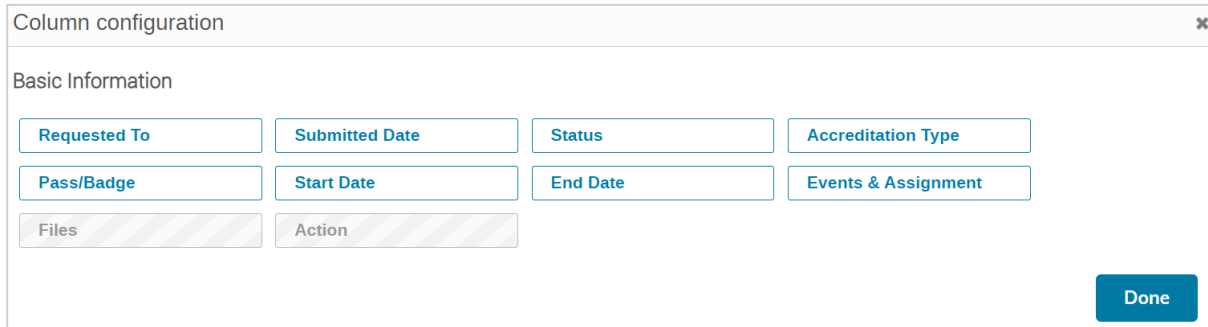 Column configuration
Basic Information
Requested To Submitted Date Status Accreditation Type
Pass/Badge Start Date End Date Events & Assignment
Files Action
Done